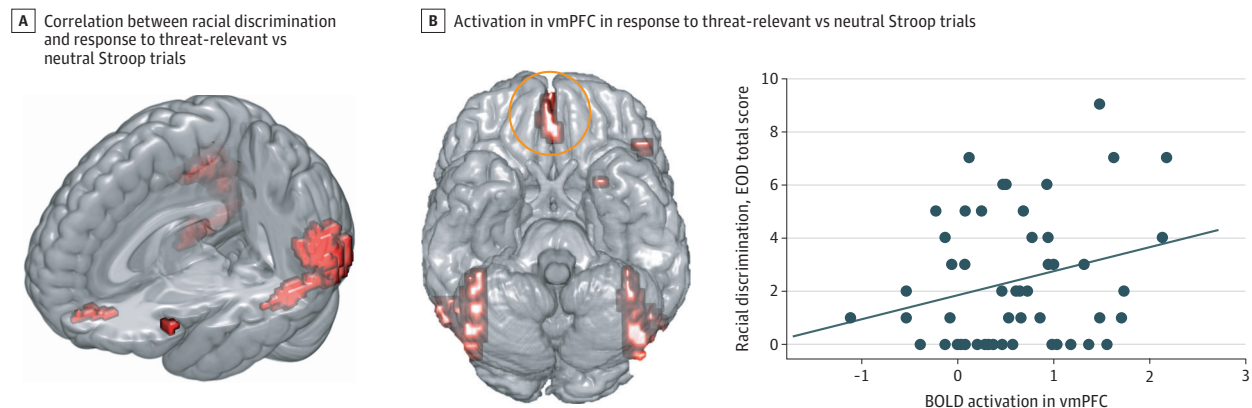 A Correlation between racial discrimination
and response to threat-relevant vs
neutral Stroop trials
B Activation in vmPFC in response to threat-relevant vs neutral Stroop trials
Racial discrimination, EOD total score
10
8
6
4
2
0
-1 0 1 2 3
BOLD activation in vmPFC